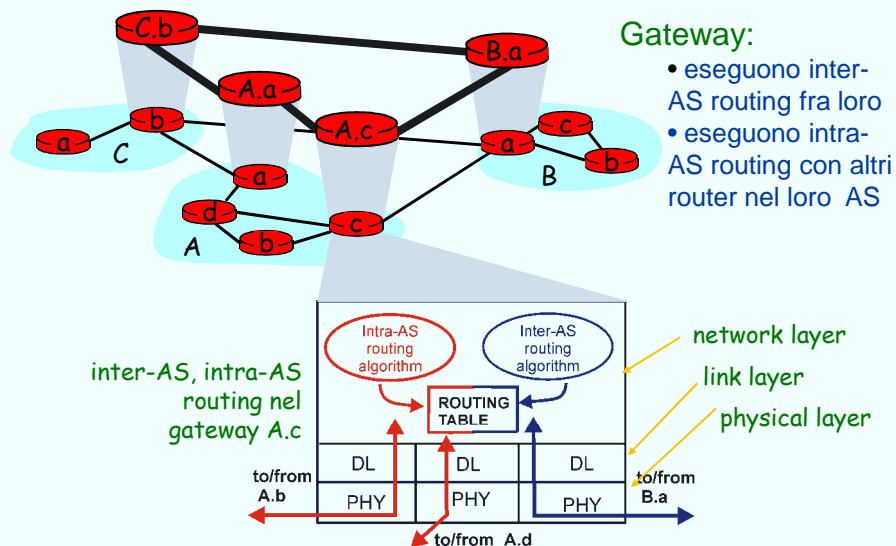 C.b
B.a
A.a
A.c
Gateway:
• eseguono inter-
AS routing fra loro
• eseguono intra-
AS routing con altri
router nel loro AS
a
b
C
a
c
b
B
a
d
b
c
A
inter-AS, intra-AS
routing nel
gateway A.c
Intra-AS
routing
algorithm
Inter-AS
routing
algorithm
ROUTING
TABLE
DL
DL
DL
PHY
PHY
PHY
to/from
A.b
to/from A.d
to/from
B.a
network layer
link layer
physical layer